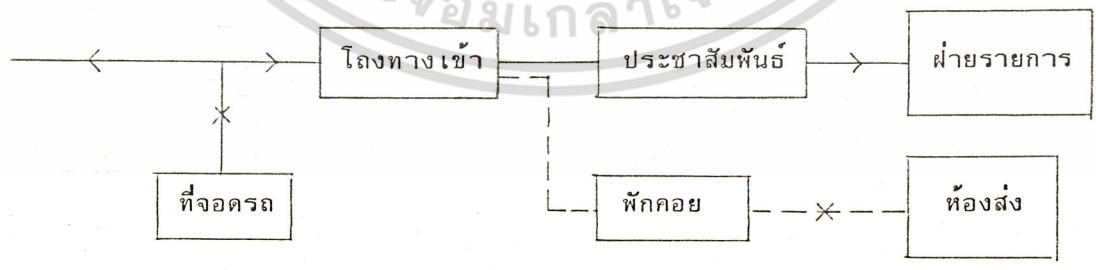 โถงทางเข้า
ประชาสัมพันธ์
ฝ่ายรายการ
ที่จอดรถ
พักคอย
ห้องส่ง